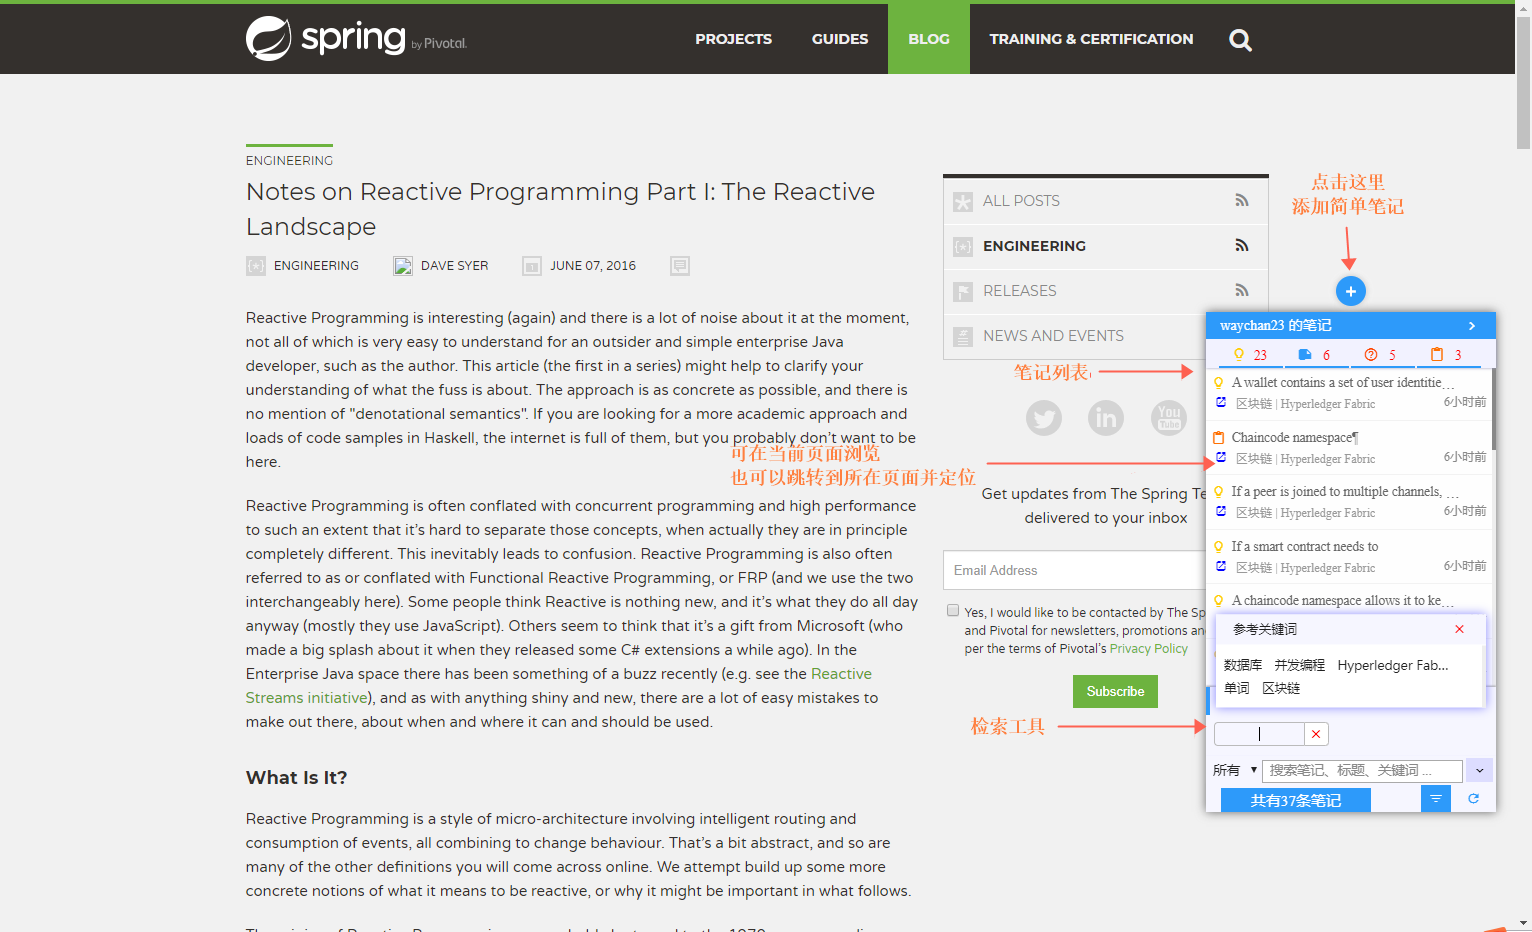 spring by Pivotal.
PROJECTS GUIDES BLOG TRAINING & CERTIFICATION
ENGINEERING
Notes on Reactive Programming Part I: The Reactive
Landscape
ENGINEERING DAVE SYER JUNE 07, 2016
Reactive Programming is interesting (again) and there is a lot of noise about it at the moment,
not all of which is very easy to understand for an outsider and simple enterprise Java
developer, such as the author. This article (the first in a series) might help to clarify your
understanding of what the fuss is about. The approach is as concrete as possible, and there is
no mention of "denotational semantics". If you are looking for a more academic approach and
loads of code samples in Haskell, the internet is full of them, but you probably don't want to be
here.
Reactive Programming is often conflated with concurrent programming and high performance
to such an extent that it's hard to separate those concepts, when actually they are in principle
completely different. This inevitably leads to confusion. Reactive Programming is also often
referred to as or conflated with Functional Reactive Programming, or FRP (and we use the two
interchangeably here). Some people think Reactive is nothing new, and it's what they do all day
anyway (mostly they use JavaScript). Others seem to think that it's a gift from Microsoft (who
made a big splash about it when they released some C# extensions a while ago). In the
Enterprise Java space there has been something of a buzz recently (e.g. see the Reactive
Streams initiative), and as with anything shiny and new, there are a lot of easy mistakes to
make out there, about when and where it can and should be used.
What Is It?
Reactive Programming is a style of micro-architecture involving intelligent routing and
consumption of events, all combining to change behaviour. That's a bit abstract, and so are
many of the other definitions you will come across online. We attempt build up some more
concrete notions of what it means to be reactive, or why it might be important in what follows.
ALL POSTS
ENGINEERING
RELEASES
NEWS AND EVENTS
笔记列表
You
Tube
可在当前页面浏览
也可以跳转到所在页面并定位
Get updates from The Spring Te
delivered to your inbox
Email Address
Yes, I would like to be contacted by The Sp
and Pivotal for newsletters, promotions an
per the terms of Pivotal's Privacy Policy
Subscribe
检索工具
点击这里
添加简单笔记
waychan23 的笔记
23 6 5 3
A wallet contains a set of user identitie...
区块链 | Hyperledger Fabric 6小时前
Chaincode namespace¶
区块链 | Hyperledger Fabric 6小时前
If a peer is joined to multiple channels, ...
区块链 | Hyperledger Fabric 6小时前
If a smart contract needs to
区块链 | Hyperledger Fabric 6小时前
A chaincode namespace allows it to ke...
参考关键词
数据库 并发编程 Hyperledger Fab...
单词 区块链
所有 搜索笔记、标题、关键词 ...
共有37条笔记